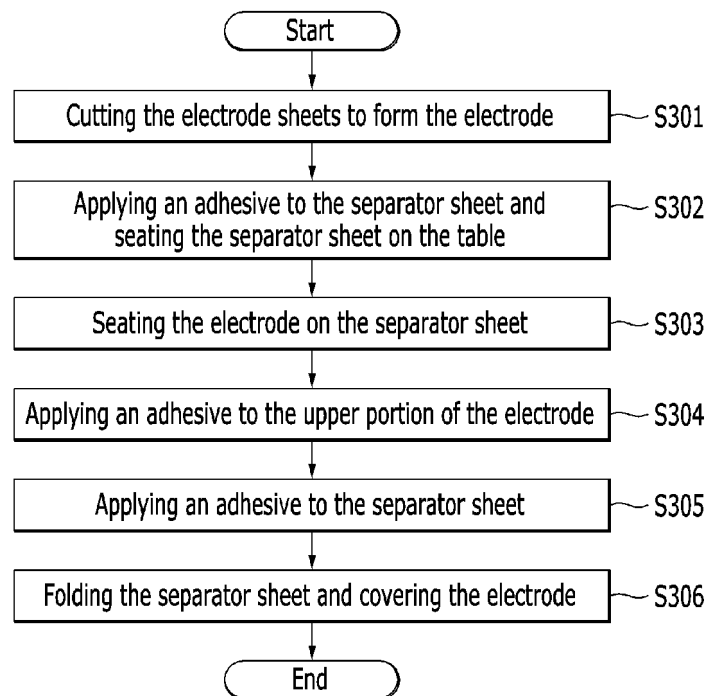 Start
Cutting the electrode sheets to form the electrode
S301
Applying an adhesive to the separator sheet and
seating the separator sheet on the table
S302
Seating the electrode on the separator sheet
S303
Applying an adhesive to the upper portion of the electrode
S304
Applying an adhesive to the separator sheet
S305
Folding the separator sheet and covering the electrode
S306
End